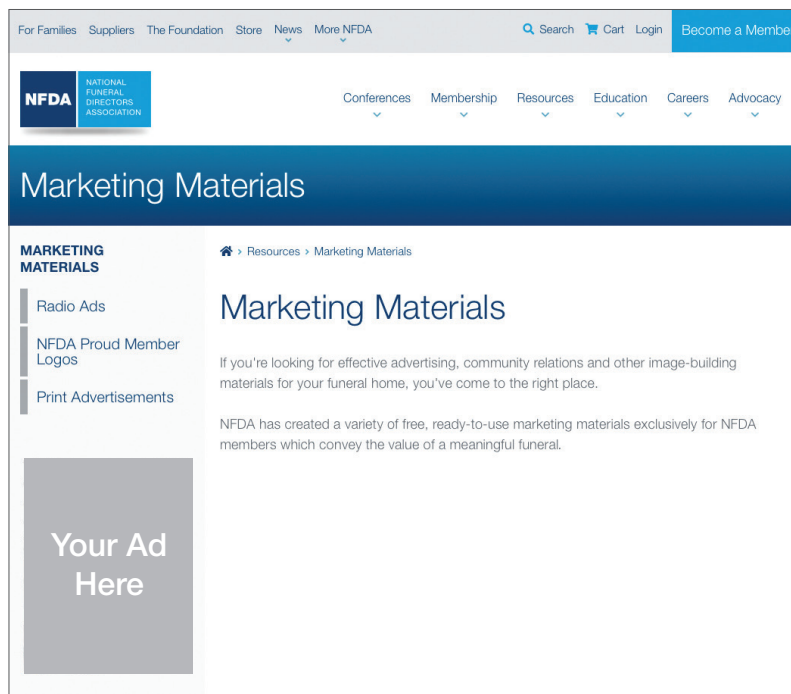 For Families Suppliers The Foundation Store News More NFDA Search Cart Login Become a Membe
NFDA
NATIONAL
FUNERAL
DIRECTORS
ASSOCIATION
Conferences Membership Resources Education Careers Advocacy
Marketing Materials
MARKETING
MATERIALS
Radio Ads
NFDA Proud Member
Logos
Print Advertisements
Your Ad
Here
> Resources > Marketing Materials
Marketing Materials
If you're looking for effective advertising, community relations and other image-building
materials for your funeral home, you've come to the right place.
NFDA has created a variety of free, ready-to-use marketing materials exclusively for NFDA
members which convey the value of a meaningful funeral.